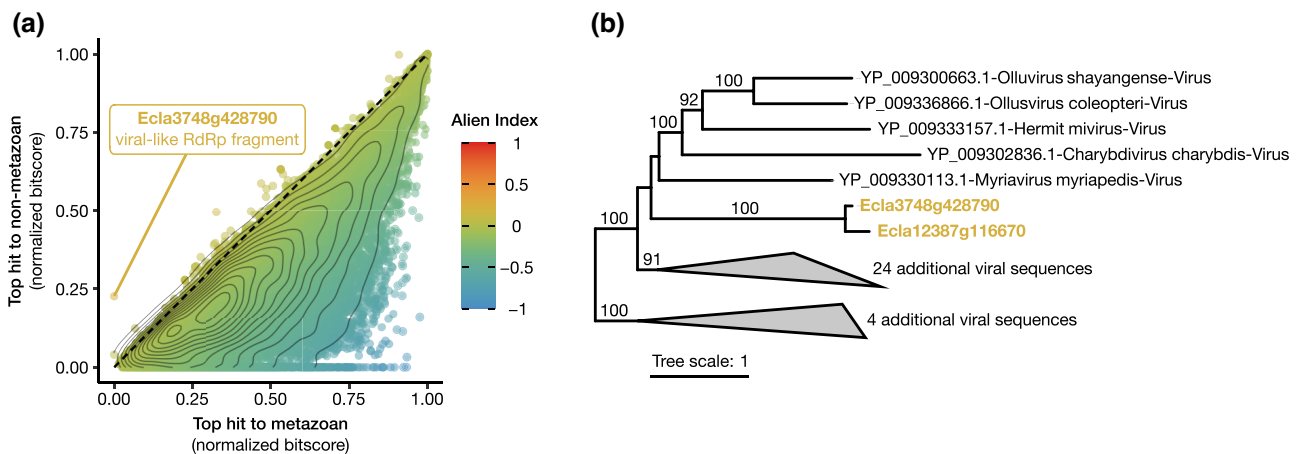 (a)
1.00
0.75
0.50
0.25
0.00
Top hit to non-metazoan
(normalized bitscore)
Ecla3748g428790
viral-like RdRp fragment
0.00 0.25 0.50 0.75 1.00
Top hit to metazoan
(normalized bitscore)
Alien Index
1
0.5
0
−0.5
−1
(b)
100
92
100
100
100
91
100
YP_009300663.1-Olluvirus shayangense-Virus
YP_009336866.1-Ollusvirus coleopteri-Virus
YP_009333157.1-Hermit mivirus-Virus
YP_009302836.1-Charybdivirus charybdis-Virus
YP_009330113.1-Myriavirus myriapedis-Virus
Ecla3748g428790
Ecla12387g116670
24 additional viral sequences
4 additional viral sequences
Tree scale: 1